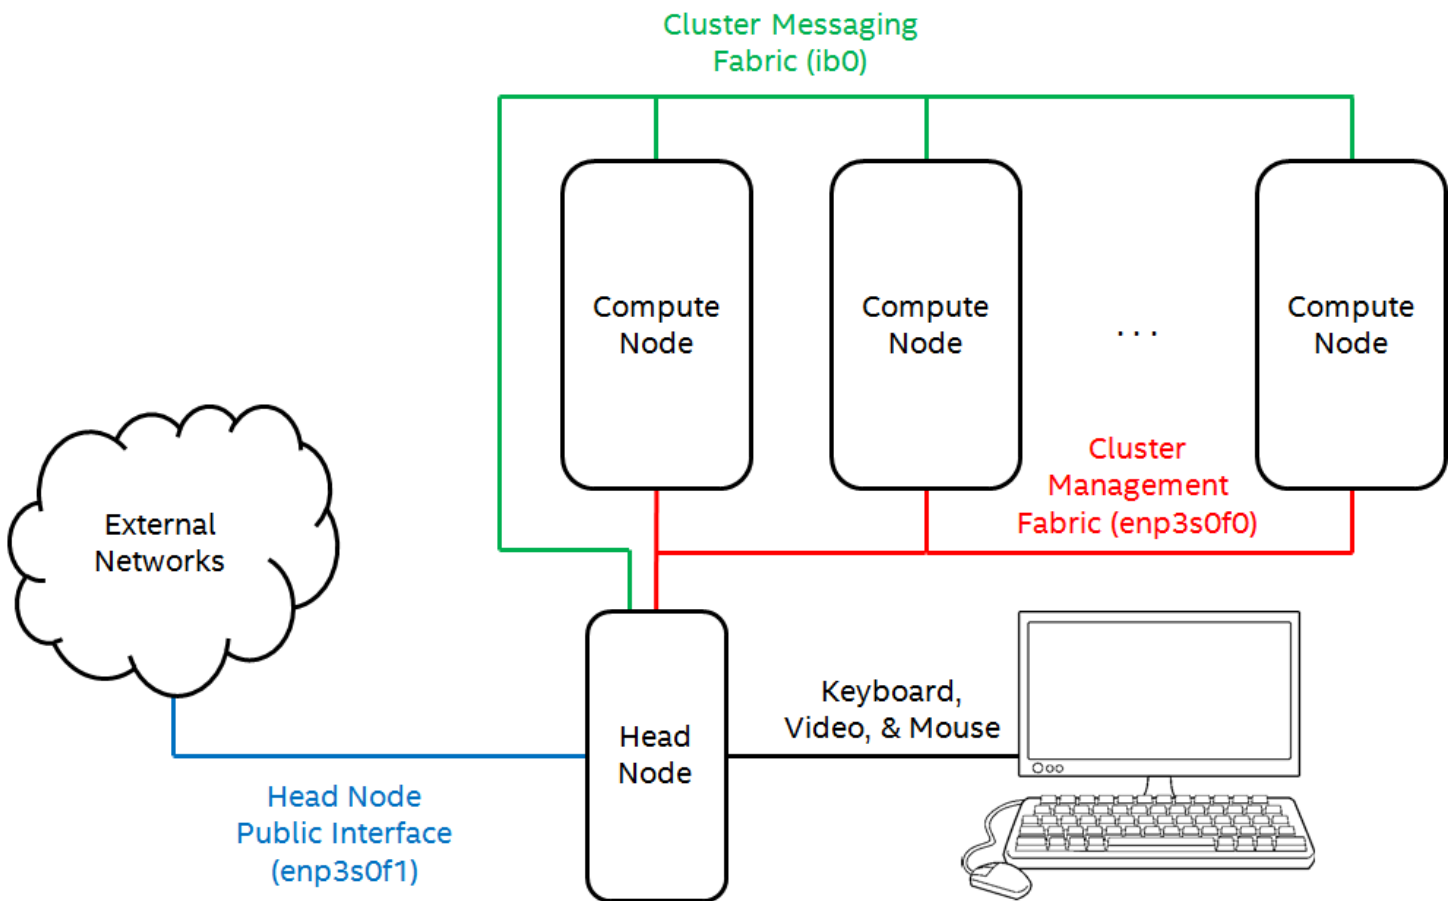 Cluster Messaging
Fabric (ib0)
Compute
Node
Compute
Node
. . .
Compute
Node
Cluster
Management
Fabric (enp3s0f0)
External
Networks
Keyboard,
Video, & Mouse
Head
Node
Head Node
Public Interface
(enp3s0f1)